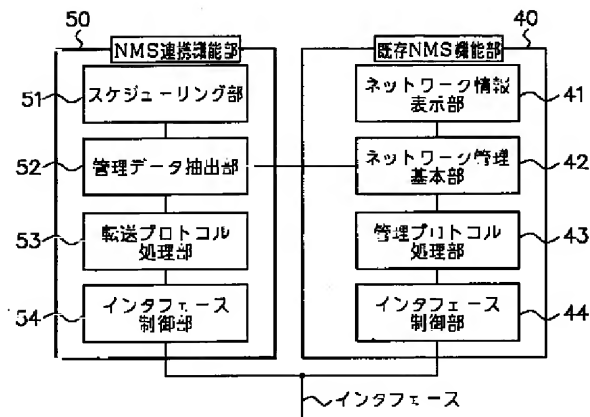 50
NMS連携機能部
51
スケジューリング部
52
管理データ抽出部
53
転送プロトコル
処理部
54
インタフェース
制御部
40
既存NMS機能部
ネットワーク情報
表示部
41
ネットワーク管理
基本部
42
管理プロトコル
処理部
43
インタフェース
制御部
44
インタフェース